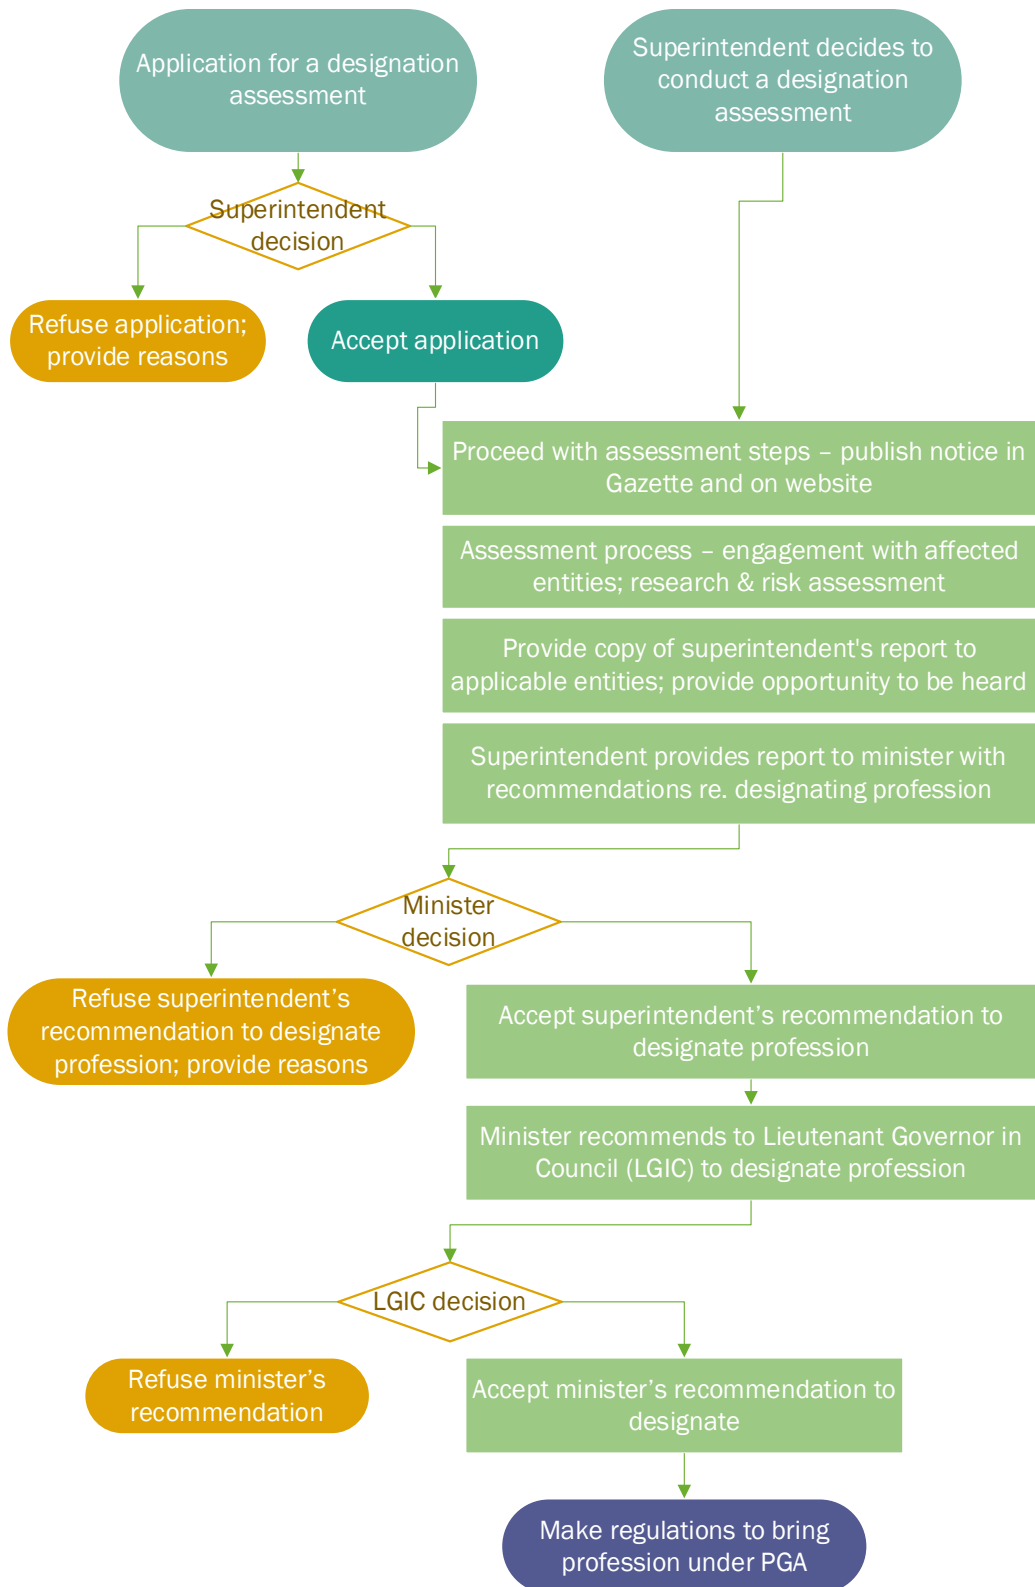 Application for a designation
assessment
Superintendent decides to
conduct a designation
assessment
Superintendent
decision
Refuse application;
provide reasons
Accept application
Proceed with assessment steps – publish notice in
Gazette and on website
Assessment process – engagement with affected
entities; research & risk assessment
Provide copy of superintendent's report to
applicable entities; provide opportunity to be heard
Superintendent provides report to minister with
recommendations re. designating profession
Minister
decision
Refuse superintendent’s
recommendation to designate
profession; provide reasons
Accept superintendent’s recommendation to
designate profession
Minister recommends to Lieutenant Governor in
Council (LGIC) to designate profession
LGIC decision
Refuse minister’s
recommendation
Accept minister’s recommendation to
designate
Make regulations to bring
profession under PGA